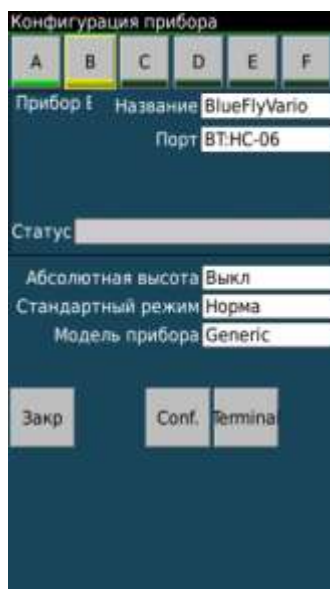 Конфигурация прибора
A B C D E F
Прибор B Название BlueFlyVario
Порт BT:HC-06
Статус
Абсолютная высота Выкл
Стандартный режим Норма
Модель прибора Generic
Закр Conf. Terminal